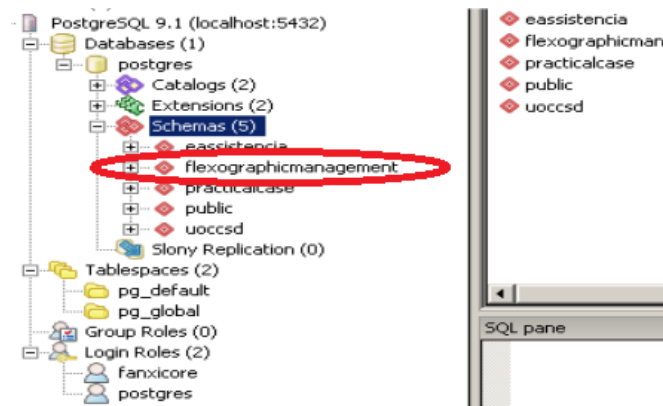 PostgreSQL 9.1 (localhost:5432)
Databases (1)
postgres
Catalogs (2)
Extensions (2)
Schemas (5)
eassistencia
flexographicmanagement
practicalcase
public
uoccsd
Slony Replication (0)
Tablespaces (2)
pg_default
pg_global
Group Roles (0)
Login Roles (2)
fanxicore
postgres
eassistencia
flexographicman
practicalcase
public
uoccsd
SQL pane